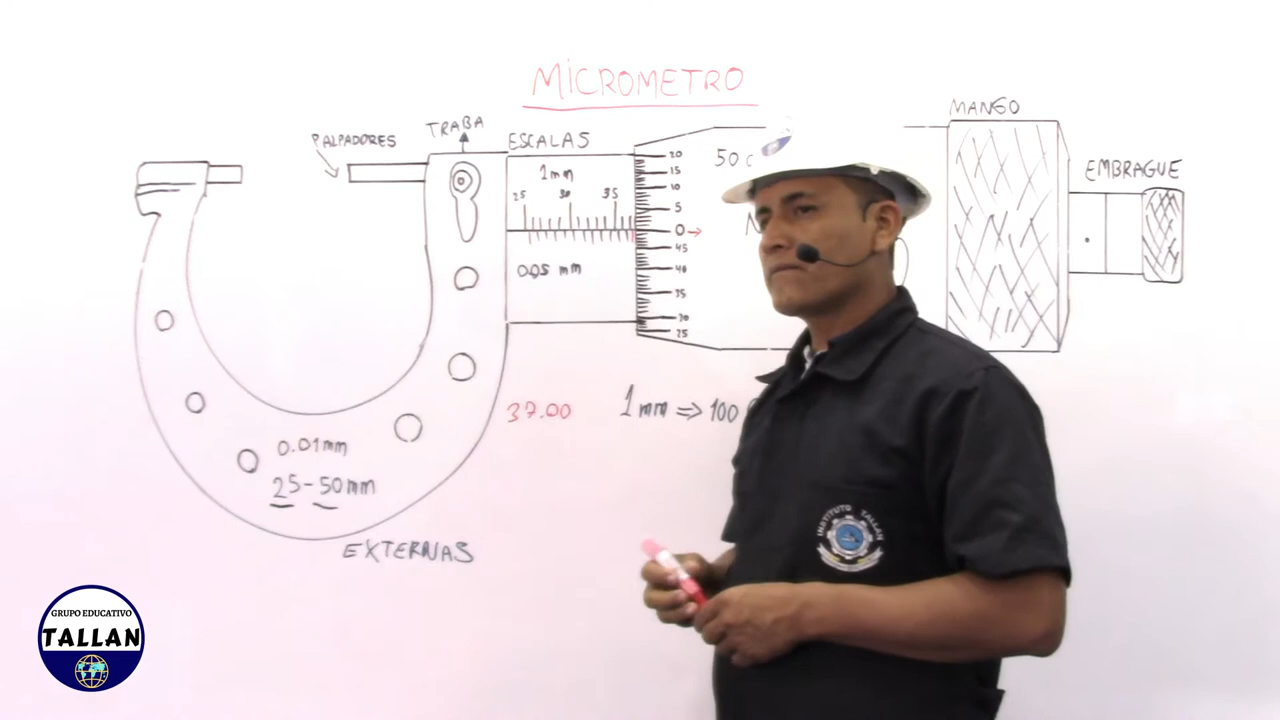 MICROMETRO
MANGO
PALPADORES
TRABA
ESCALAS
EMBRAGUE
1mm
25 30 35
0.05 mm
20
15
10
5
0 →
45
40
35
30
25
50
37.00
1mm => 100
0.01mm
25-50mm
EXTERNAS
INSTITUTO TALLAN
GRUPO EDUCATIVO
TALLAN